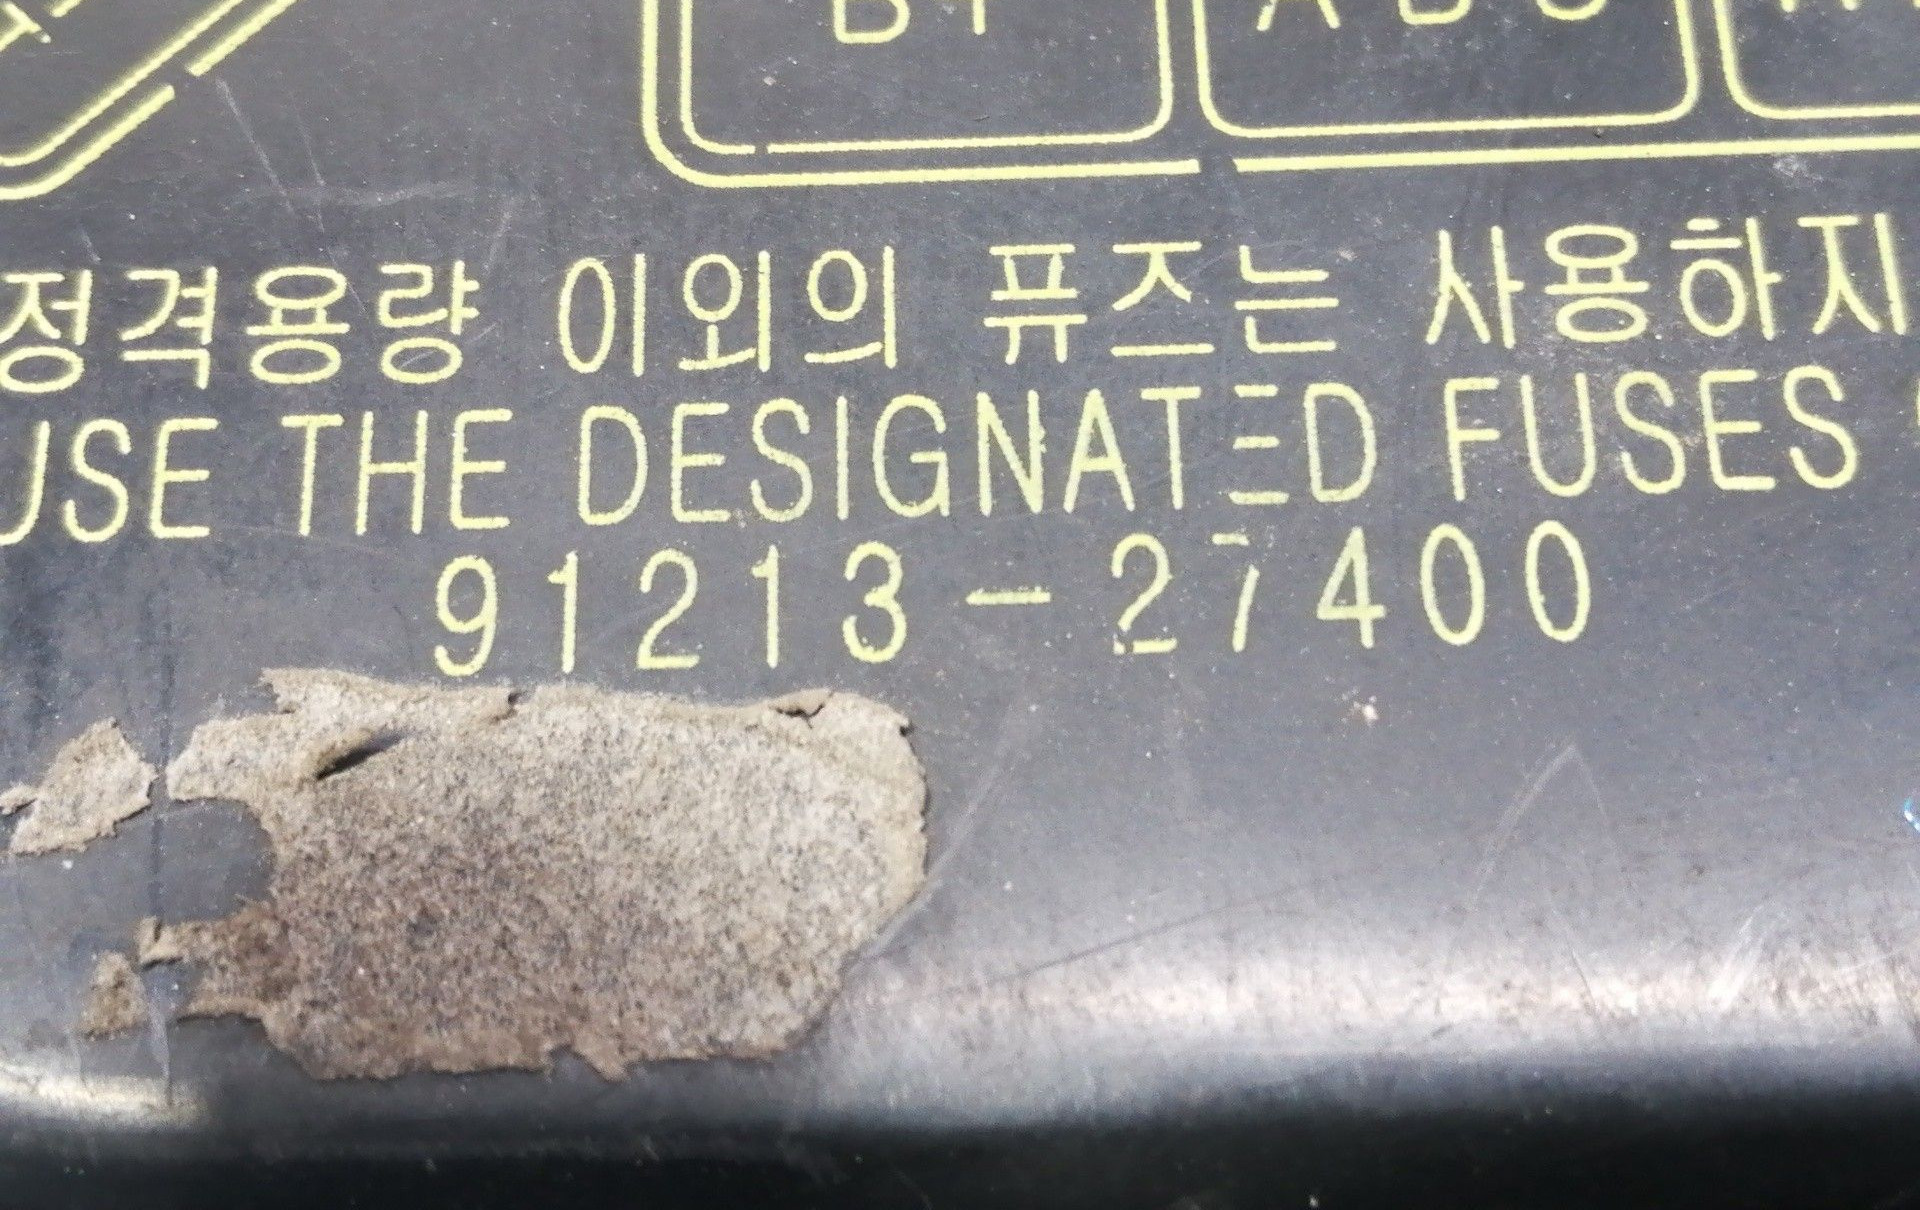 정격용량 이외의 퓨즈는 사용하지
USE THE DESIGNATED FUSES
91213-27400